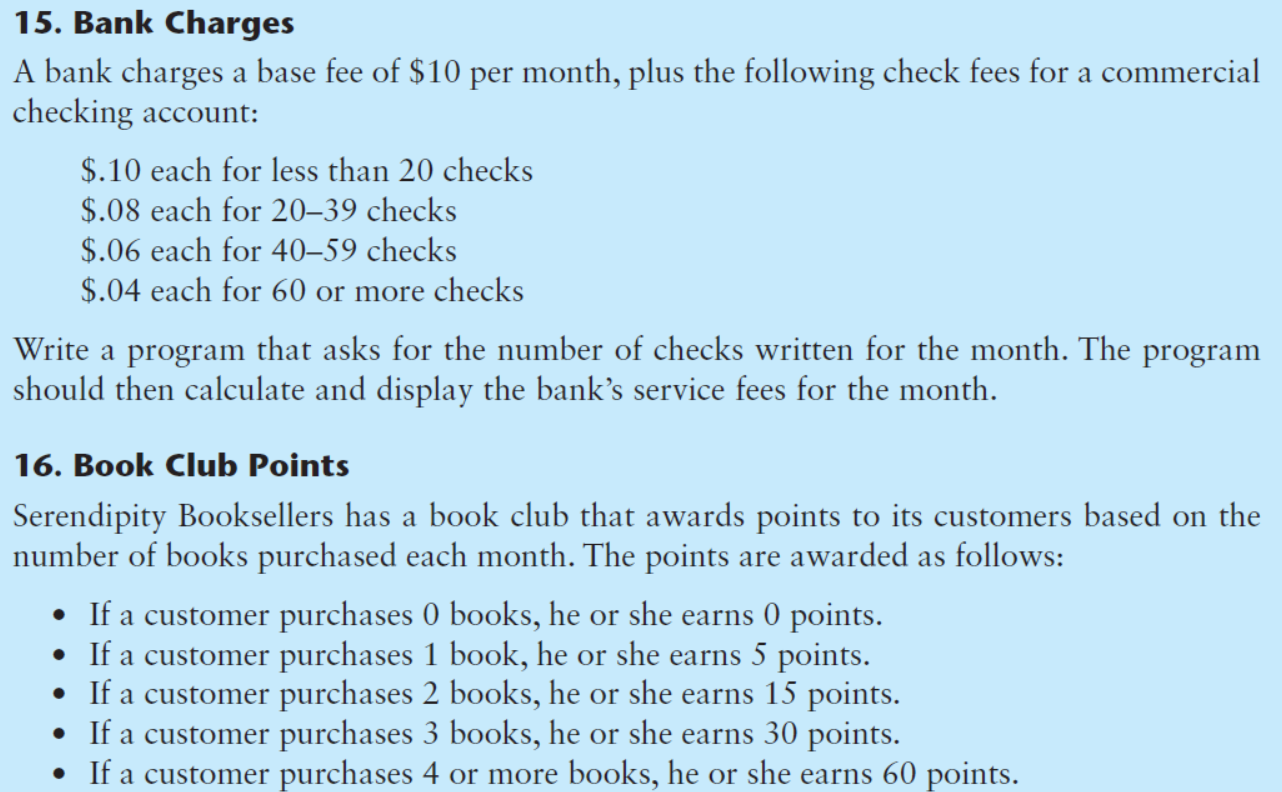 15. Bank Charges
A bank charges a base fee of $10 per month, plus the following check fees for a commercial
checking account:
$.10 each for less than 20 checks
$.08 each for 20–39 checks
$.06 each for 40–59 checks
$.04 each for 60 or more checks
Write a program that asks for the number of checks written for the month. The program
should then calculate and display the bank’s service fees for the month.
16. Book Club Points
Serendipity Booksellers has a book club that awards points to its customers based on the
number of books purchased each month. The points are awarded as follows:
• If a customer purchases 0 books, he or she earns 0 points.
• If a customer purchases 1 book, he or she earns 5 points.
• If a customer purchases 2 books, he or she earns 15 points.
• If a customer purchases 3 books, he or she earns 30 points.
• If a customer purchases 4 or more books, he or she earns 60 points.